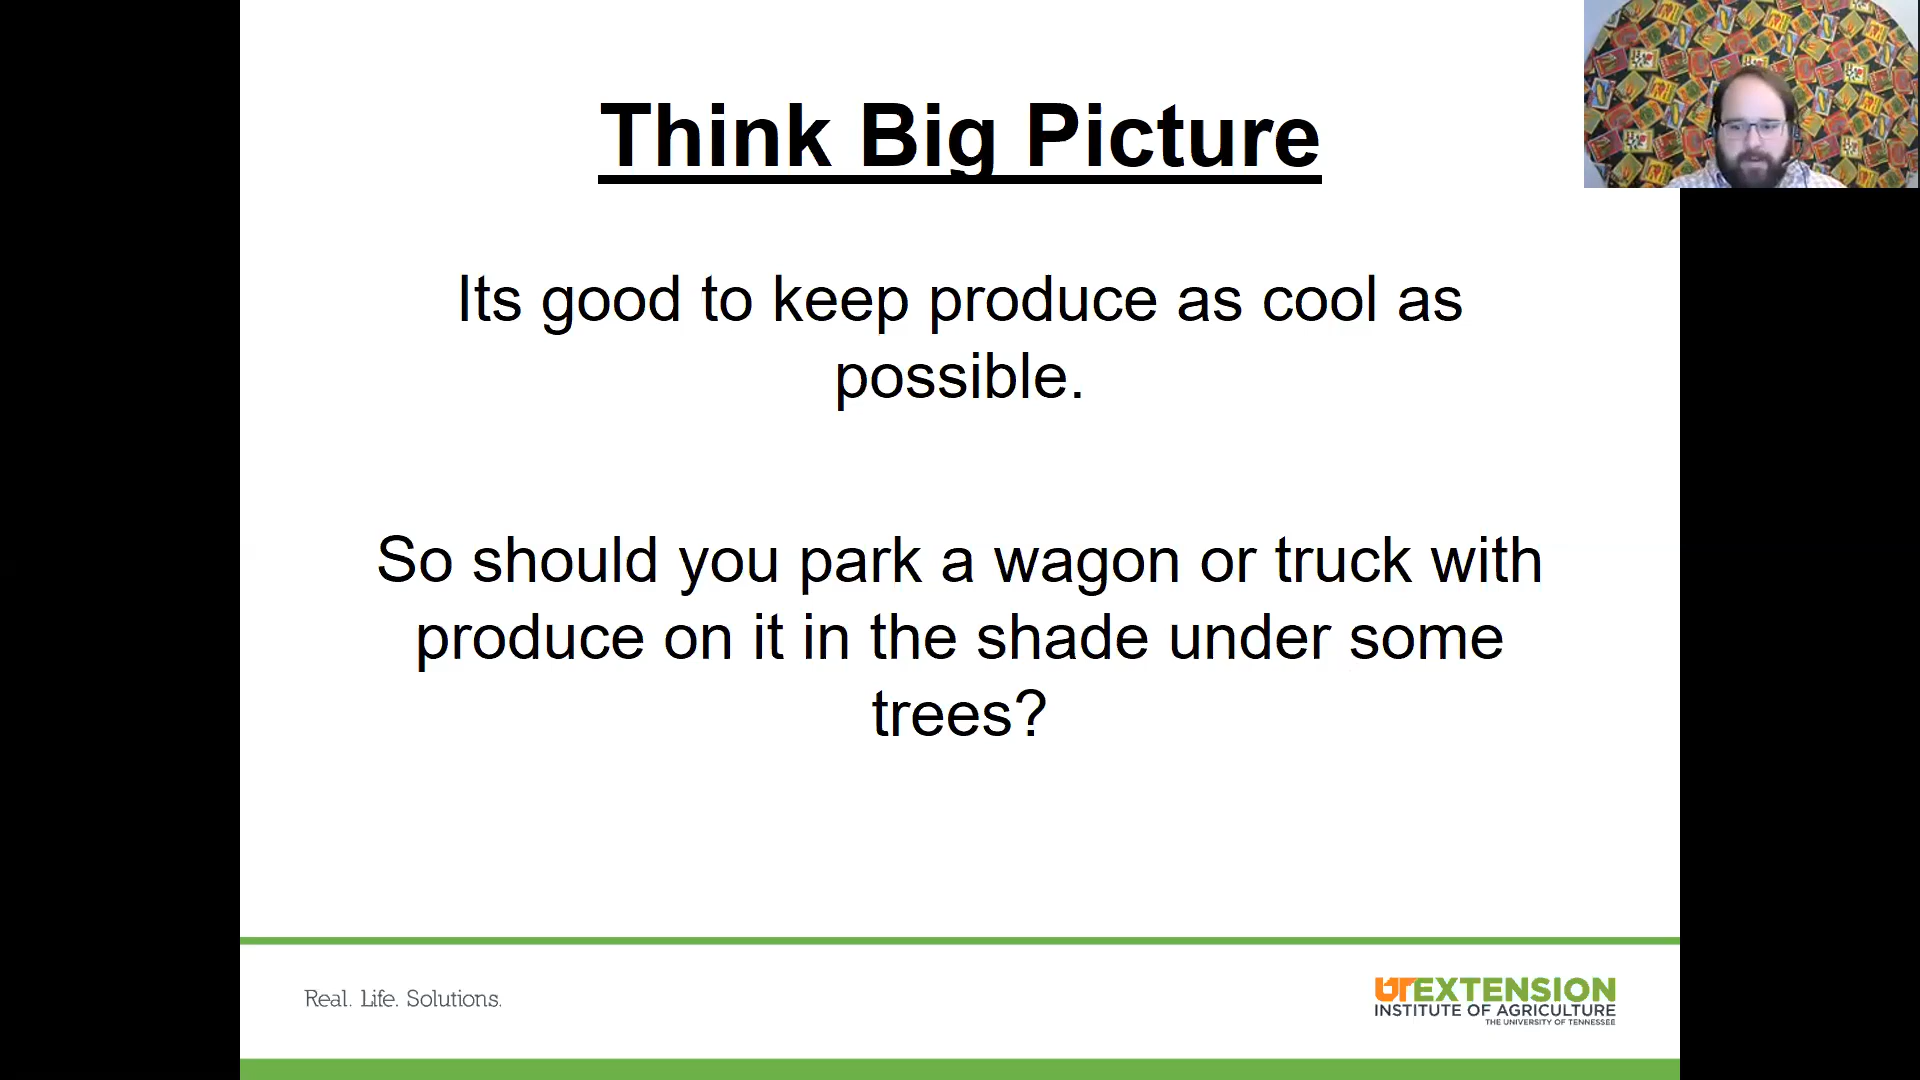 Think Big Picture
Its good to keep produce as cool as
possible.
So should you park a wagon or truck with
produce on it in the shade under some
trees?
Real. Life. Solutions.
UT EXTENSION
INSTITUTE OF AGRICULTURE
THE UNIVERSITY OF TENNESSEE